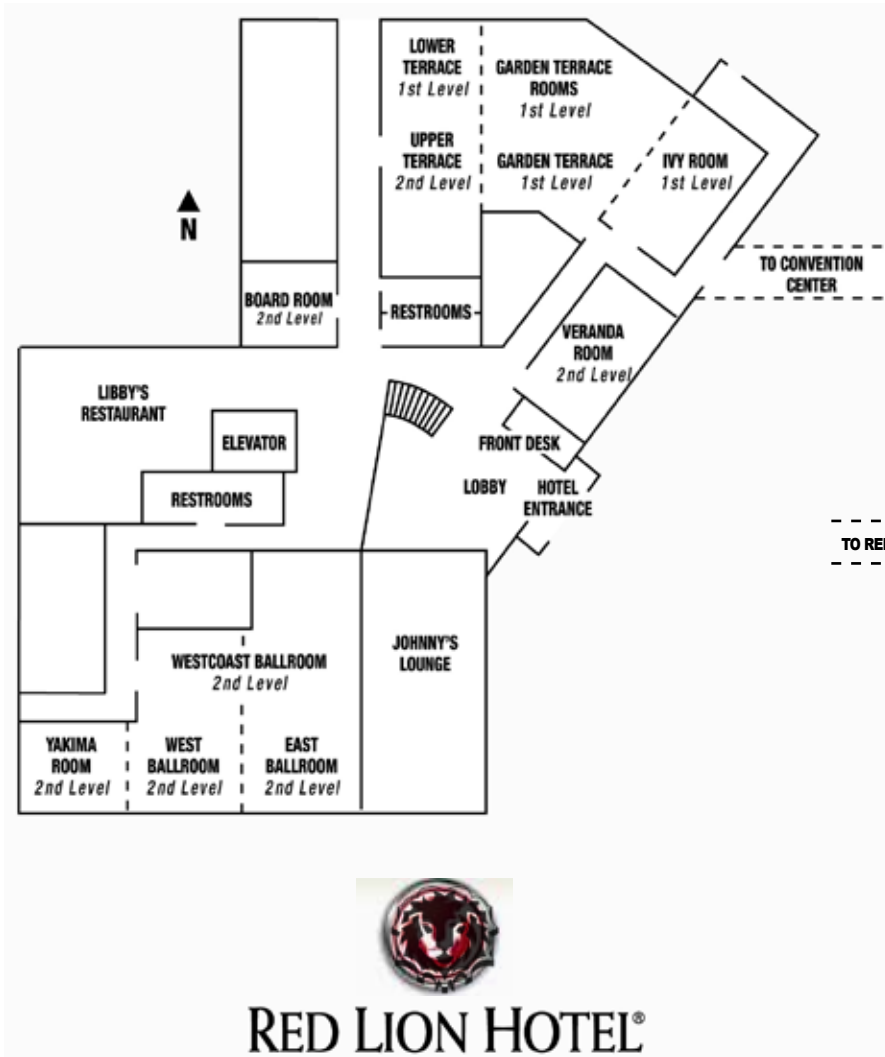 LOWER
TERRACE
1st Level
GARDEN TERRACE
ROOMS
1st Level
UPPER
TERRACE
2nd Level
GARDEN TERRACE
1st Level
IVY ROOM
1st Level
N
TO CONVENTION
CENTER
BOARD ROOM
2nd Level
RESTROOMS
VERANDA
ROOM
2nd Level
LIBBY'S
RESTAURANT
ELEVATOR
FRONT DESK
RESTROOMS
LOBBY
HOTEL
ENTRANCE
TO RE
JOHNNY'S
LOUNGE
WESTCOAST BALLROOM
2nd Level
YAKIMA
ROOM
2nd Level
WEST
BALLROOM
2nd Level
EAST
BALLROOM
2nd Level
RED LION HOTEL®